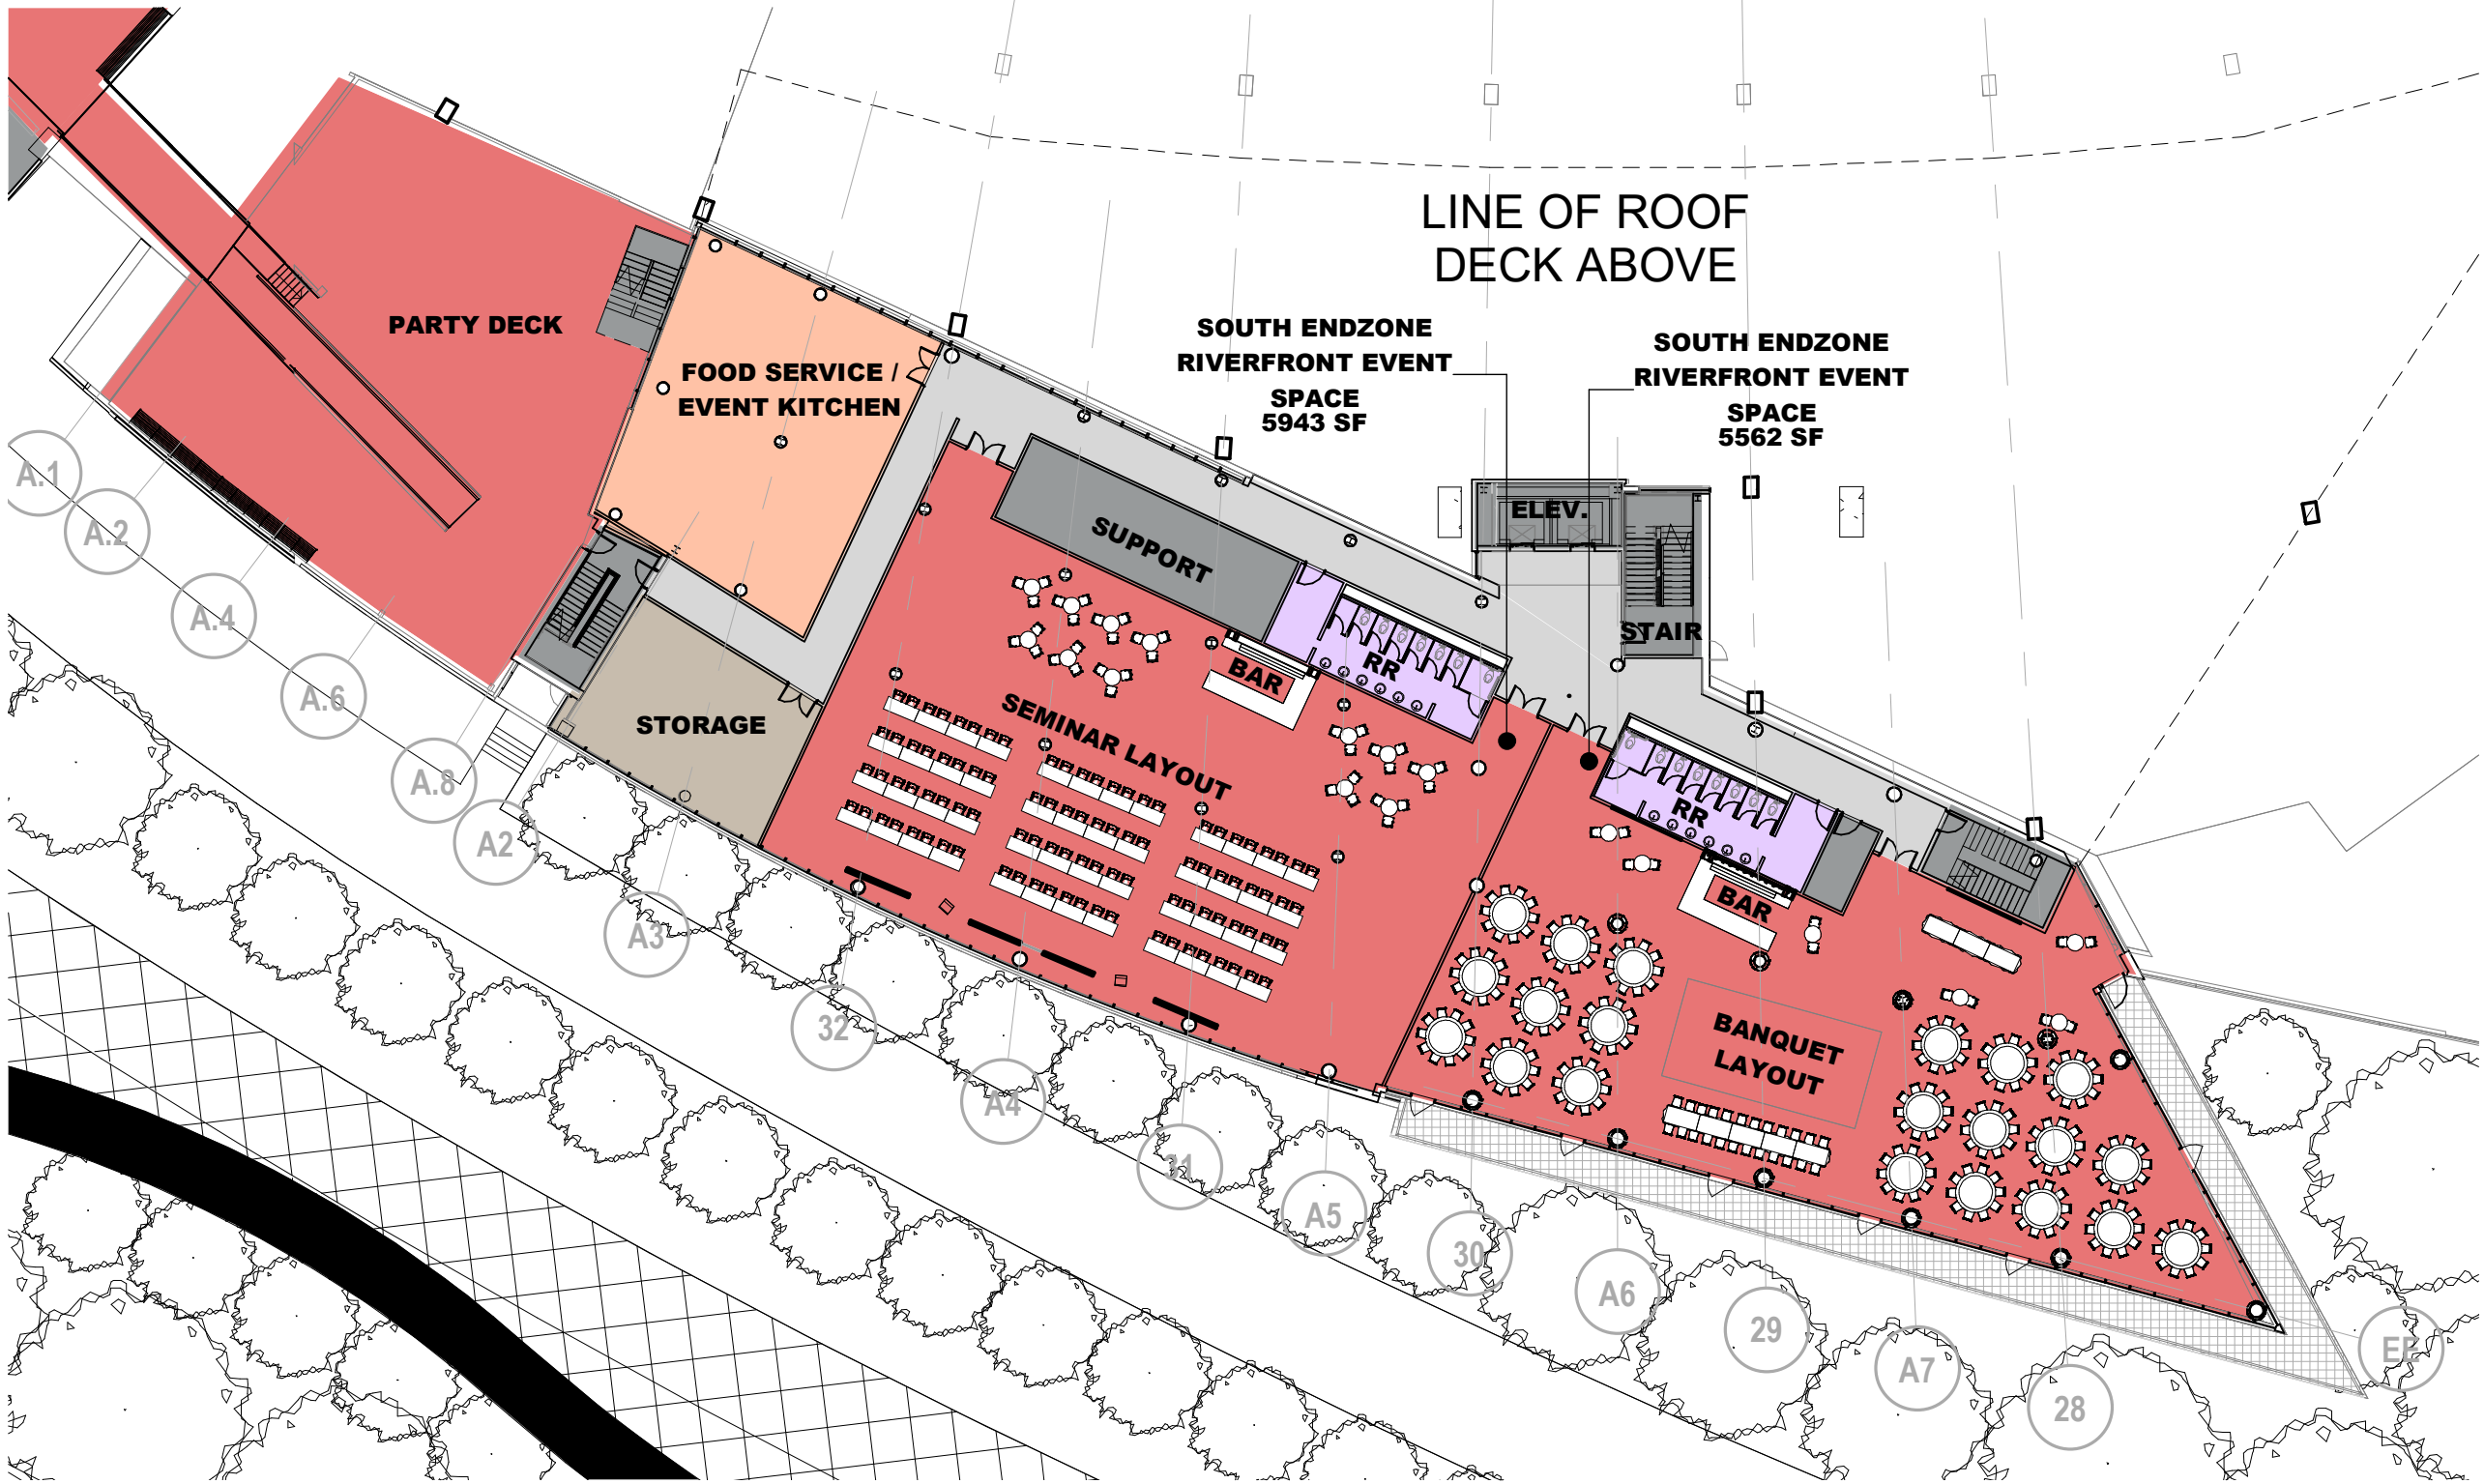 LINE OF ROOF
DECK ABOVE
SOUTH ENDZONE
RIVERFRONT EVENT
SPACE
5943 SF
SOUTH ENDZONE
RIVERFRONT EVENT
SPACE
5562 SF
PARTY DECK
FOOD SERVICE /
EVENT KITCHEN
SUPPORT
ELEV.
STAIR
RR
BAR
STORAGE
SEMINAR LAYOUT
RR
BAR
BANQUET
LAYOUT
A.1
A.2
A.4
A.6
A.8
A2
A3
32
A4
31
A5
30
A6
29
A7
28
EE